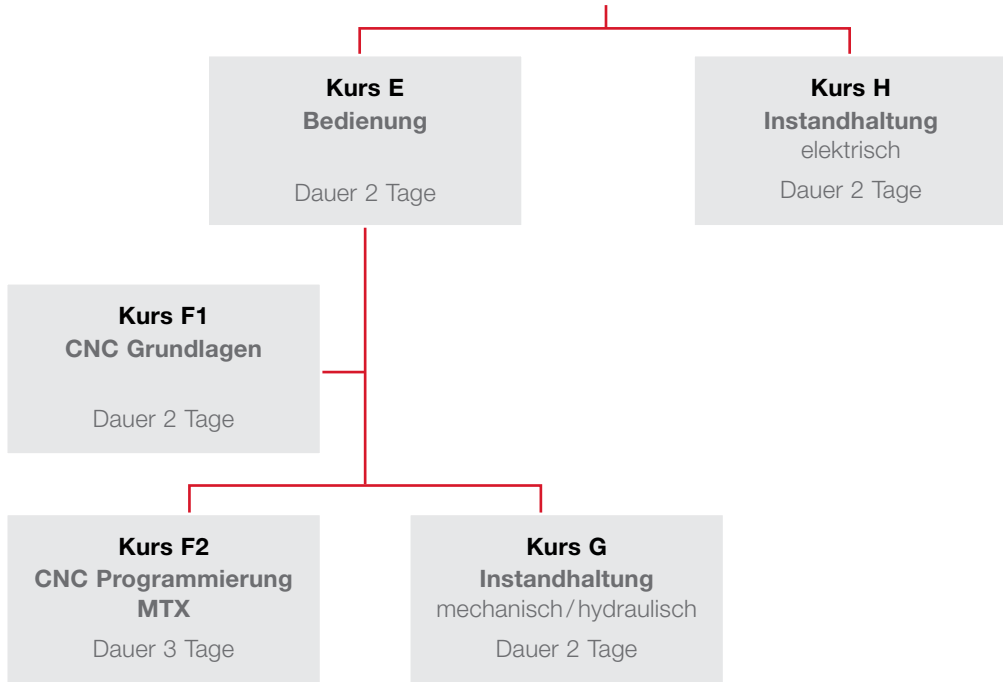 Kurs E
Bedienung
Dauer 2 Tage
Kurs H
Instandhaltung
elektrisch
Dauer 2 Tage
Kurs F1
CNC Grundlagen
Dauer 2 Tage
Kurs F2
CNC Programmierung
MTX
Dauer 3 Tage
Kurs G
Instandhaltung
mechanisch / hydraulisch
Dauer 2 Tage